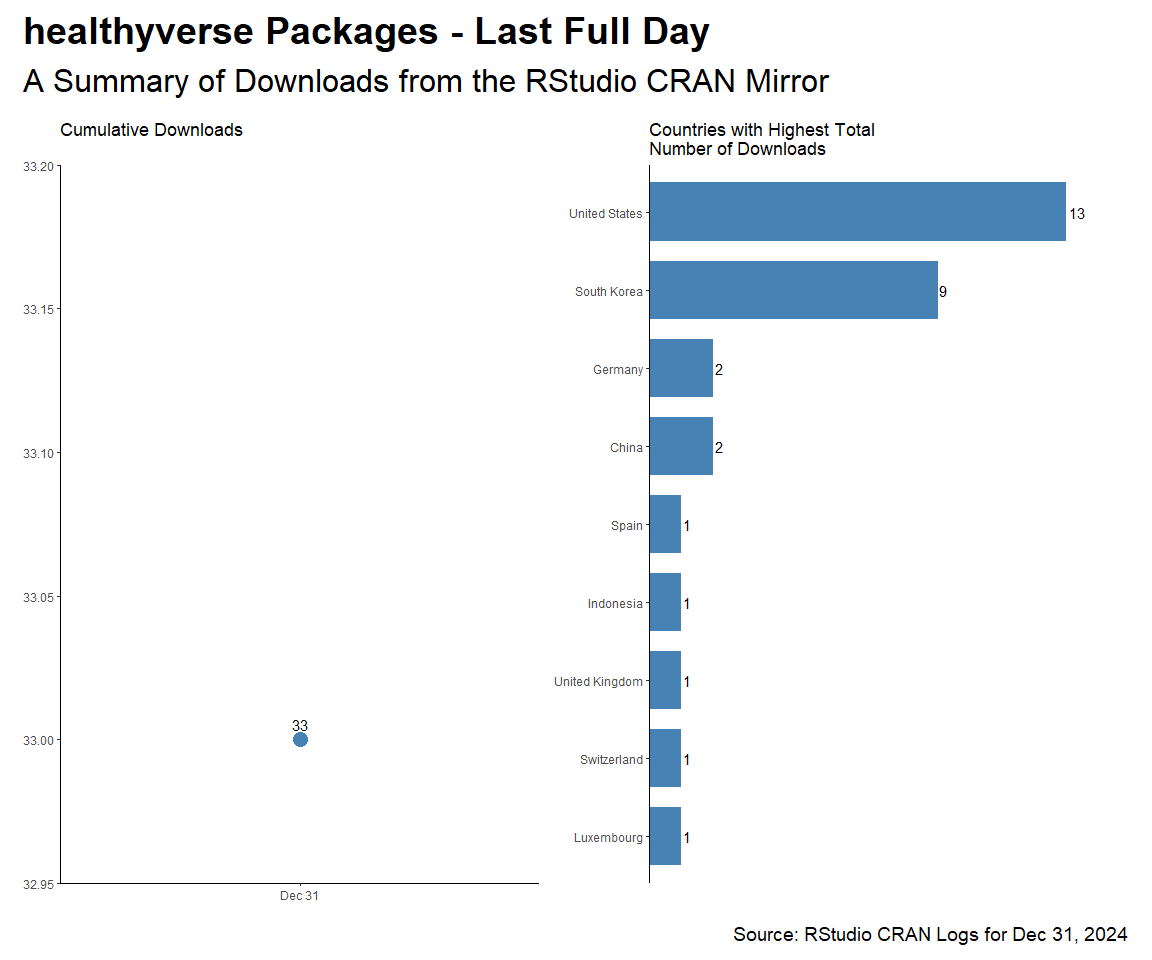 healthyverse Packages - Last Full Day
A Summary of Downloads from the RStudio CRAN Mirror
Cumulative Downloads
33.20
33.15
33.10
33.05
33.00
32.95
33
Dec 31
Countries with Highest Total
Number of Downloads
United States 13
South Korea 9
Germany 2
China 2
Spain 1
Indonesia 1
United Kingdom 1
Switzerland 1
Luxembourg 1
Source: RStudio CRAN Logs for Dec 31, 2024